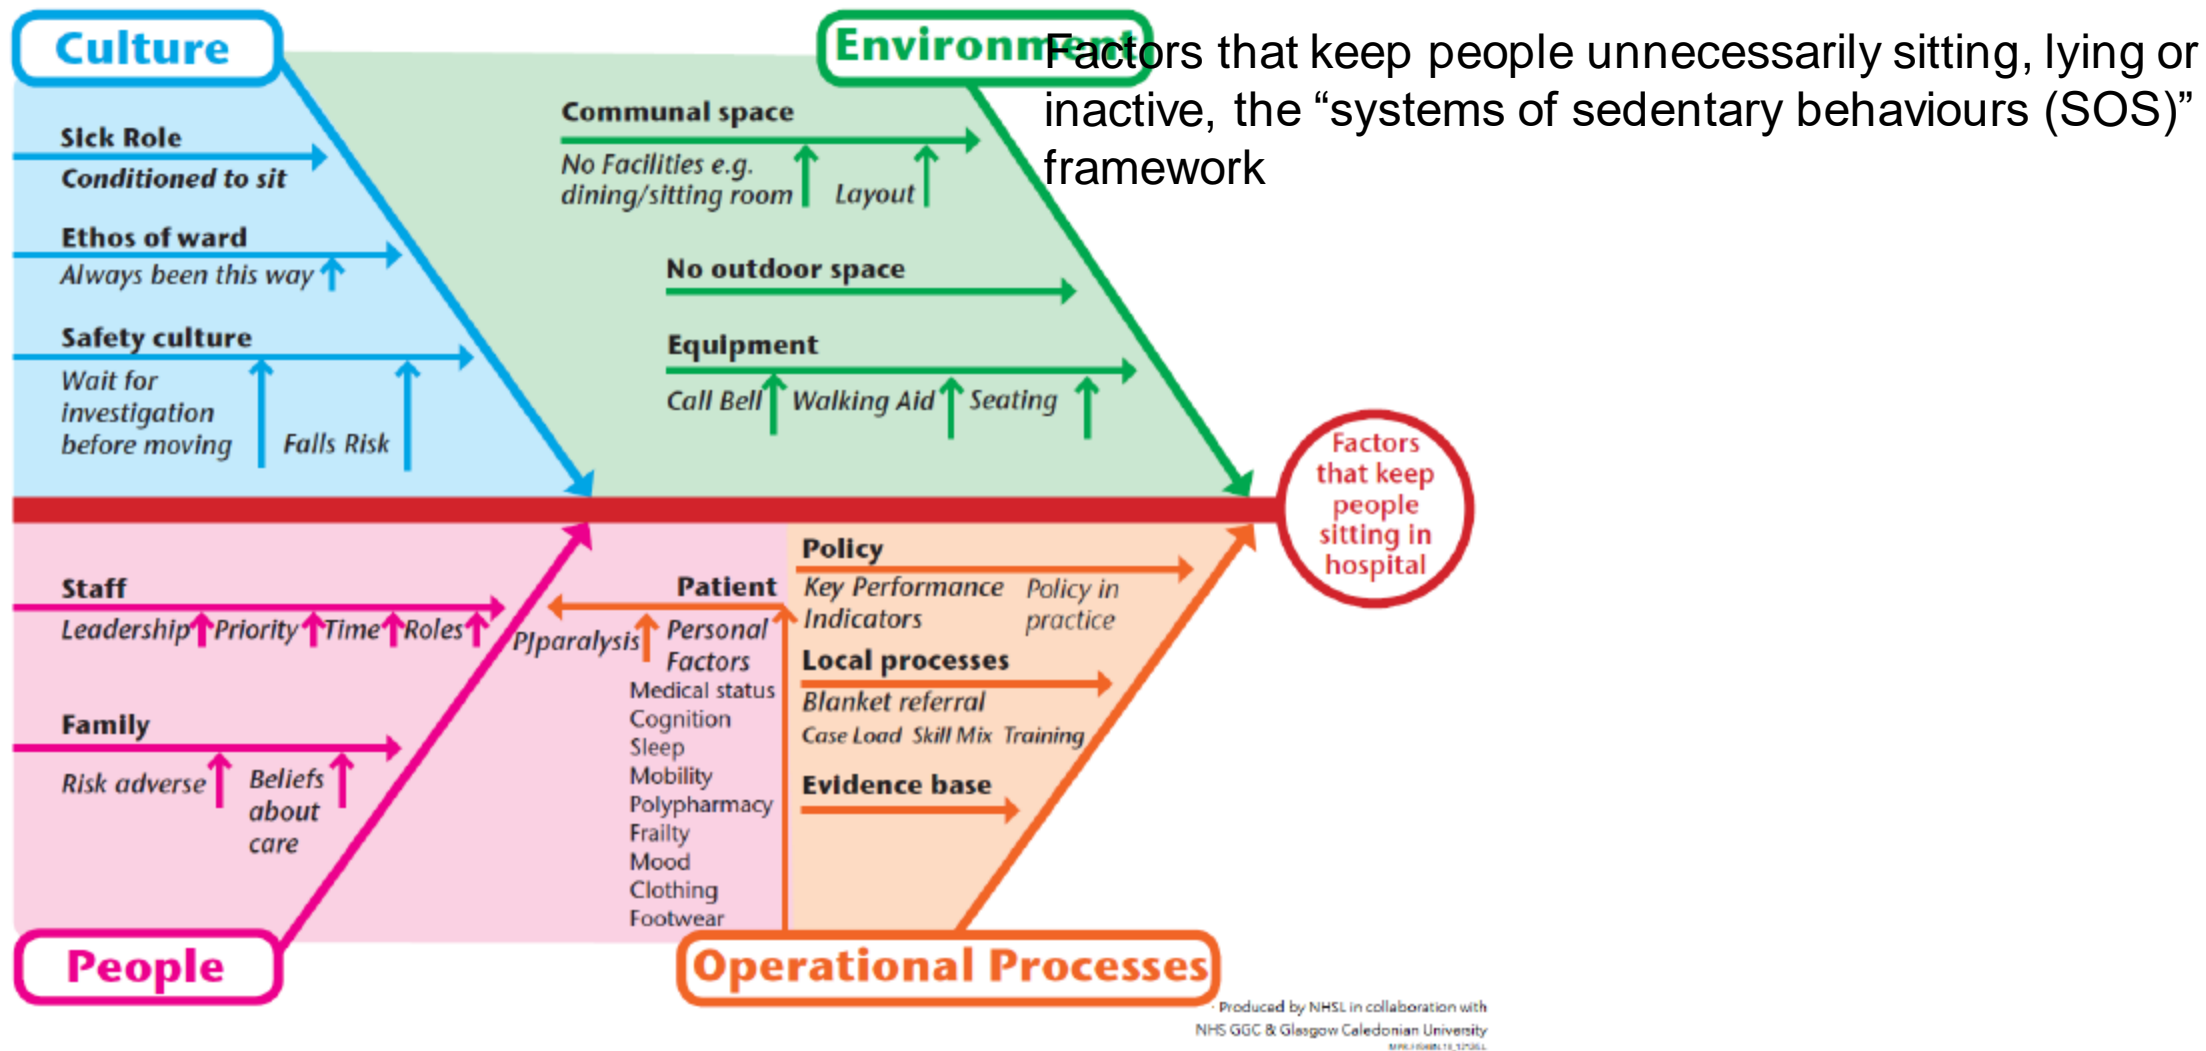 Culture
Sick Role
Conditioned to sit
Ethos of ward
Always been this way
Safety culture
Wait for
investigation
before moving
Falls Risk
Environment
Factors that keep people unnecessarily sitting, lying or
inactive, the “systems of sedentary behaviours (SOS)”
framework
Communal space
No Facilities e.g.
dining/sitting room
Layout
No outdoor space
Equipment
Call Bell
Walking Aid
Seating
Factors
that keep
people
sitting in
hospital
Staff
Leadership
Priority
Time
Roles
Family
Risk adverse
Beliefs
about
care
People
Patient
PJparalysis
Personal
Factors
Medical status
Cognition
Sleep
Mobility
Polypharmacy
Frailty
Mood
Clothing
Footwear
Policy
Key Performance
Indicators
Policy in
practice
Local processes
Blanket referral
Case Load Skill Mix Training
Evidence base
Operational Processes
Produced by NHSL in collaboration with
NHS GGC & Glasgow Caledonian University